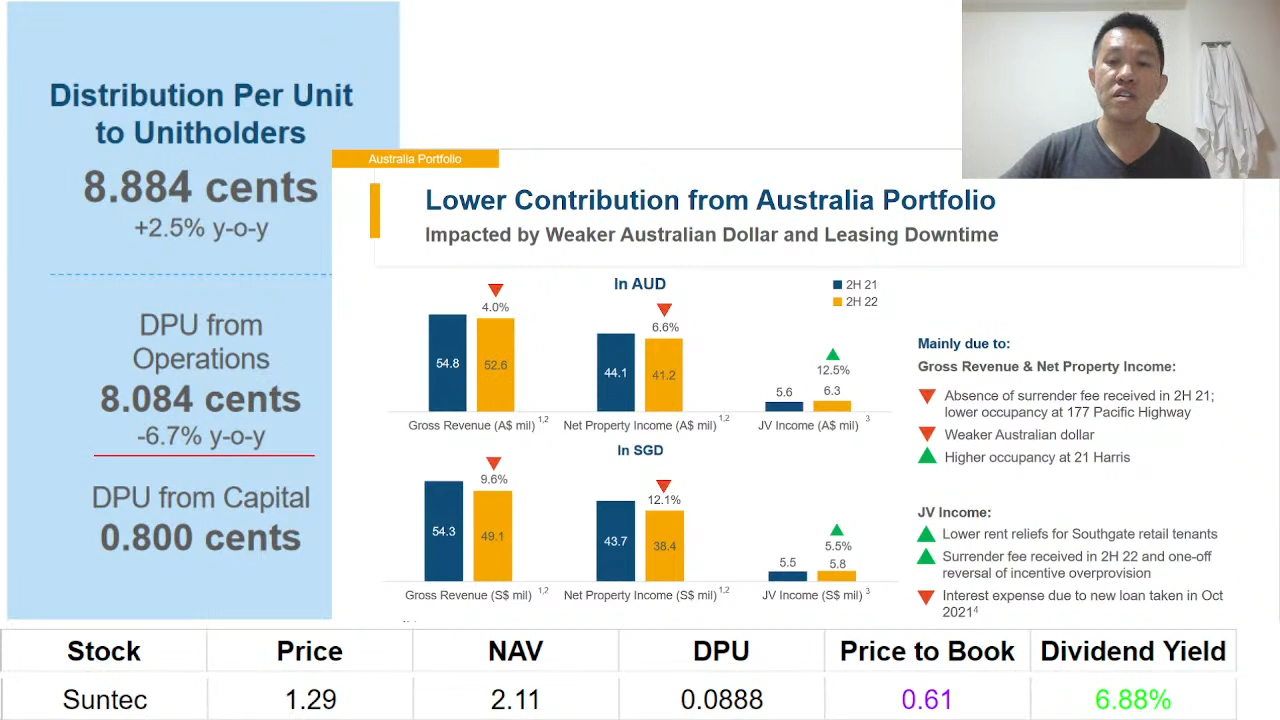 Distribution Per Unit
to Unitholders
8.884 cents
+2.5% y-o-y
DPU from
Operations
8.084 cents
-6.7% y-o-y
DPU from Capital
0.800 cents
Australia Portfolio
Lower Contribution from Australia Portfolio
Impacted by Weaker Australian Dollar and Leasing Downtime
In AUD
2H 21
2H 22
4.0%
54.8
52.6
Gross Revenue (A$ mil) 1,2
6.6%
44.1
41.2
Net Property Income (A$ mil) 1,2
12.5%
5.6
6.3
JV Income (A$ mil) 3
In SGD
9.6%
54.3
49.1
Gross Revenue (S$ mil) 1,2
12.1%
43.7
38.4
Net Property Income (S$ mil) 1,2
5.5%
5.5
5.8
JV Income (S$ mil) 3
Mainly due to:
Gross Revenue & Net Property Income:
Absence of surrender fee received in 2H 21;
lower occupancy at 177 Pacific Highway
Weaker Australian dollar
Higher occupancy at 21 Harris
JV Income:
Lower rent reliefs for Southgate retail tenants
Surrender fee received in 2H 22 and one-off
reversal of incentive overprovision
Interest expense due to new loan taken in Oct
2021⁴
Stock Price NAV DPU Price to Book Dividend Yield
Suntec 1.29 2.11 0.0888 0.61 6.88%